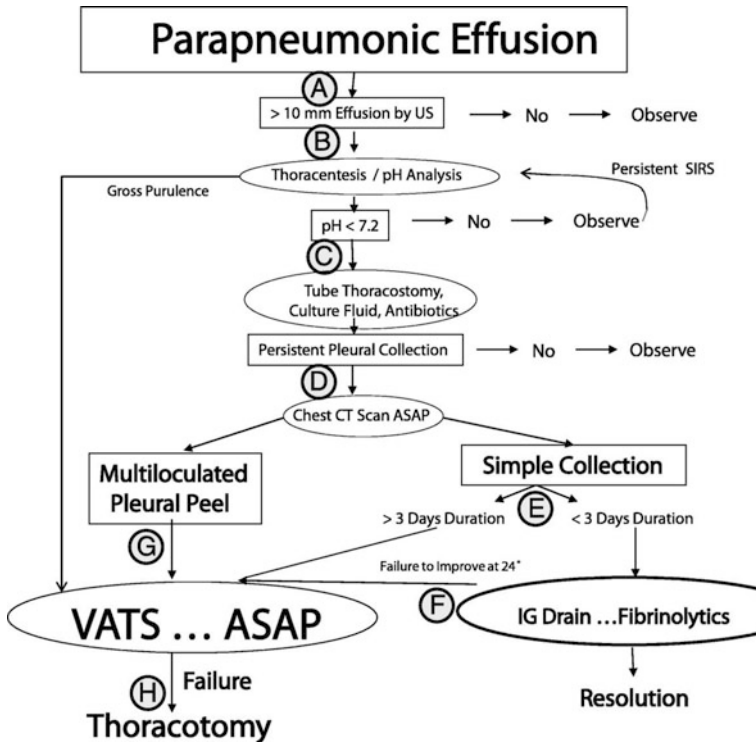 Parapneumonic Effusion
A
> 10 mm Effusion by US
No
Observe
B
Thoracentesis / pH Analysis
Persistent SIRS
Gross Purulence
pH < 7.2
No
Observe
C
Tube Thoracostomy,
Culture Fluid, Antibiotics
Persistent Pleural Collection
No
Observe
D
Chest CT Scan ASAP
Multiloculated
Pleural Peel
Simple Collection
E
> 3 Days Duration
< 3 Days Duration
G
Failure to Improve at 24°
F
VATS ... ASAP
IG Drain ...Fibrinolytics
H
Failure
Thoracotomy
Resolution